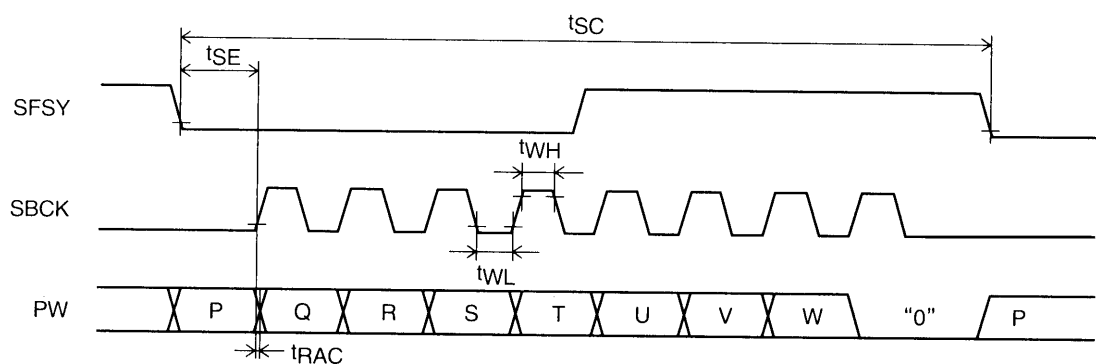 tSC
tSE
SFSY
tWH
SBCK
tWL
PW P Q R S T U V W "0" P
tRAC